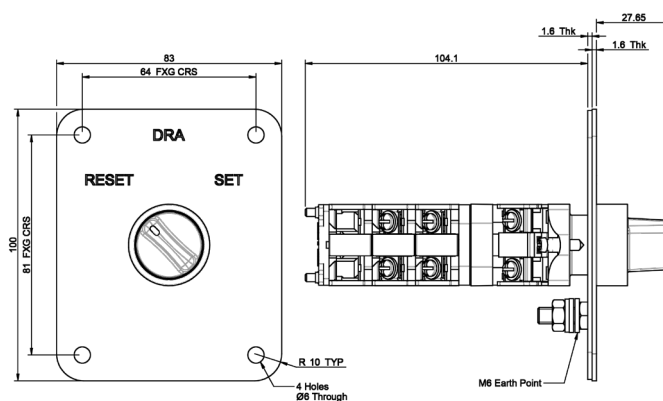 27.65
1.6 Thk
1.6 Thk
83
104.1
64 FXG CRS
DRA
RESET SET
100
81 FXG CRS
R 10 TYP
4 Holes
Ø6 Through
M6 Earth Point